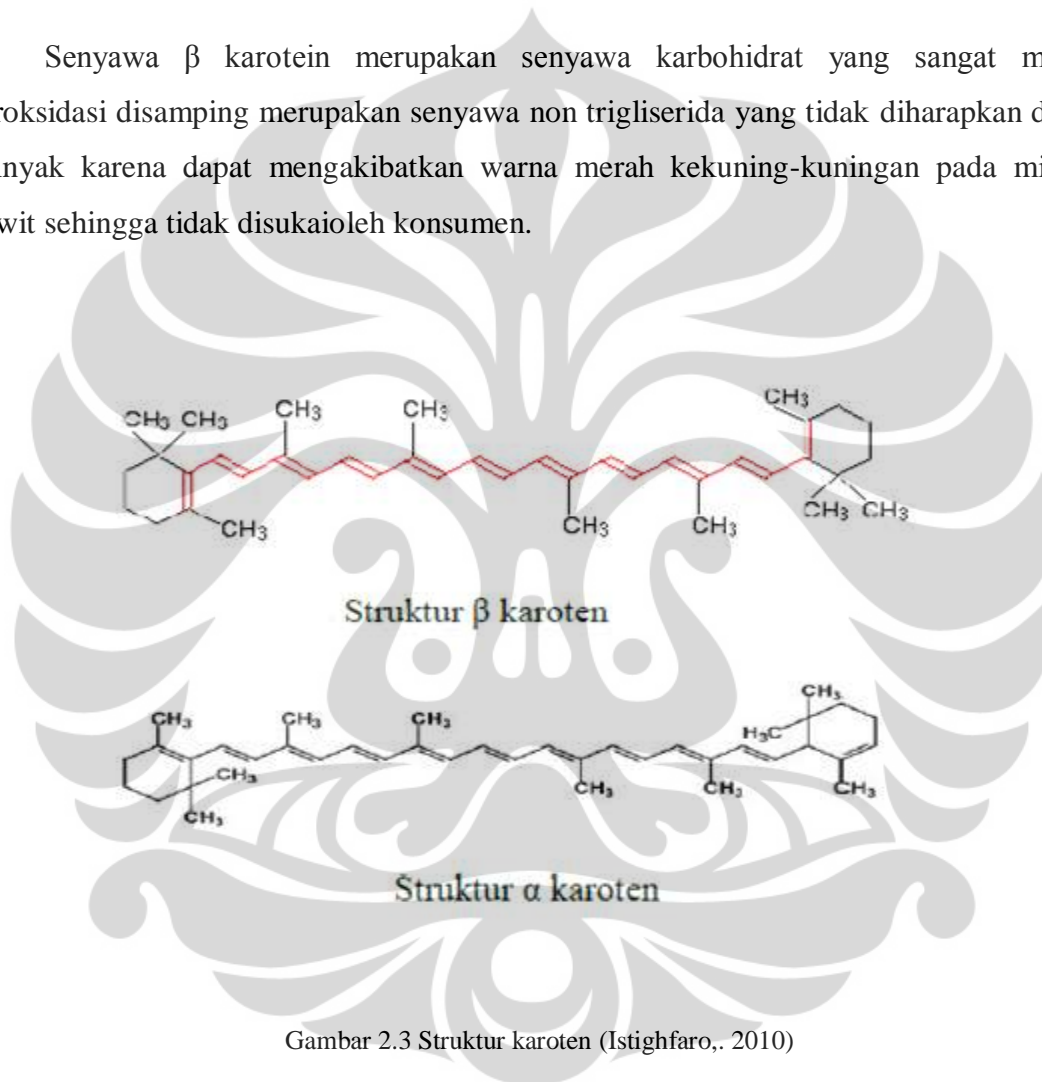 Senyawa β karotein merupakan senyawa karbohidrat yang sangat m
roksidasi disamping merupakan senyawa non trigliserida yang tidak diharapkan d
nyak karena dapat mengakibatkan warna merah kekuning-kuningan pada mi
wit sehingga tidak disukaioleh konsumen.
CH3 CH3 CH3 CH3 CH3
CH3 CH3 CH3 CH3 CH3
Struktur β karoten
CH3 CH3 CH3 CH3
H3C
CH3 CH3 CH3 CH3
CH3
Struktur α karoten
Gambar 2.3 Struktur karoten (Istighfaro,. 2010)